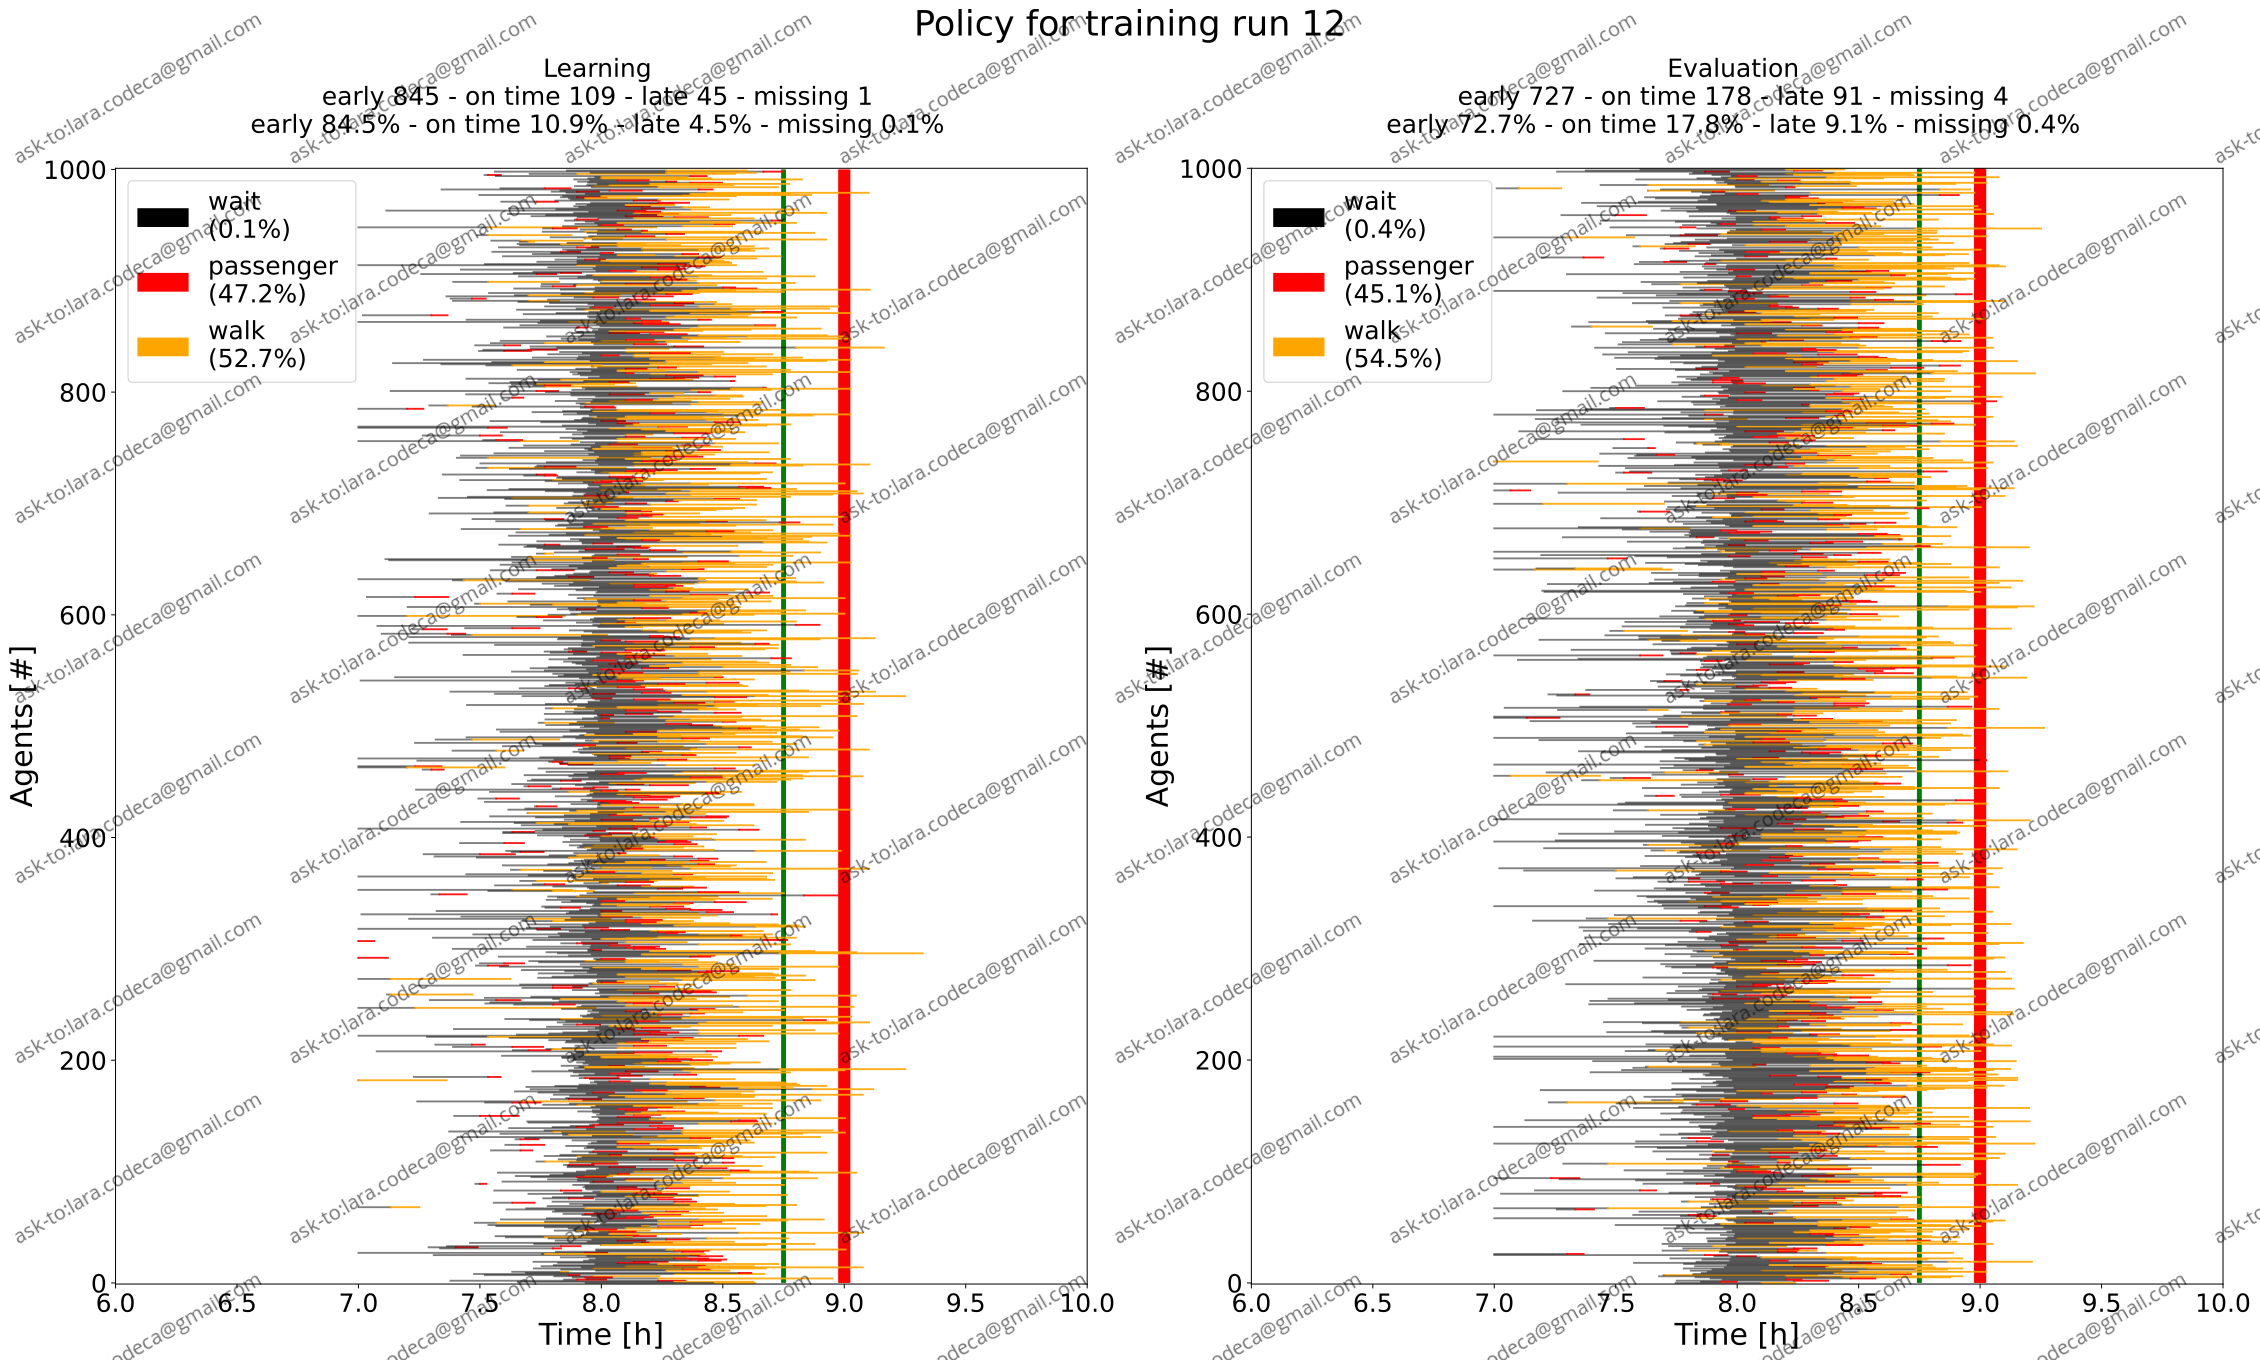 Policy for training run 12
Learning
early 845 - on time 109 - late 45 - missing 1
early 84.5% - on time 10.9% - late 4.5% - missing 0.1%
Evaluation
early 727 - on time 178 - late 91 - missing 4
early 72.7% - on time 17.8% - late 9.1% - missing 0.4%
wait
(0.1%)
passenger
(47.2%)
walk
(52.7%)
1000
800
600
400
200
0
Agents [#]
6.0 6.5 7.0 7.5 8.0 8.5 9.0 9.5 10.0
Time [h]
wait
(0.4%)
passenger
(45.1%)
walk
(54.5%)
1000
800
600
400
200
0
Agents [#]
6.0 6.5 7.0 7.5 8.0 8.5 9.0 9.5 10.0
Time [h]
ask-to:lara.codeca@gmail.com